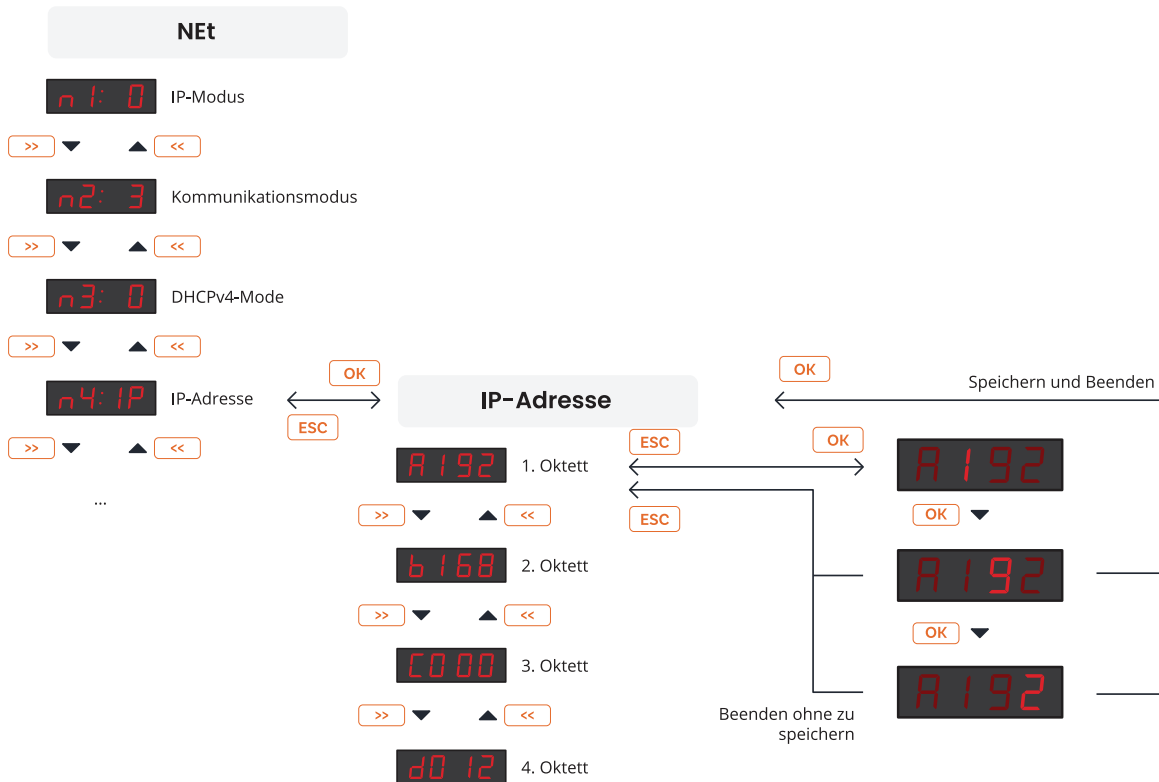 NEt
n1: 0 IP-Modus
>> <<
n2: 3 Kommunikationsmodus
>> <<
n3: 0 DHCPv4-Mode
>> <<
n4:IP IP-Adresse
>> <<
...
OK
ESC
IP-Adresse
A192 1. Oktett
>> <<
b168 2. Oktett
>> <<
C000 3. Oktett
>> <<
d012 4. Oktett
OK
Speichern und Beenden
ESC
OK
ESC
A192
OK
A192
OK
A192
Beenden ohne zu
speichern